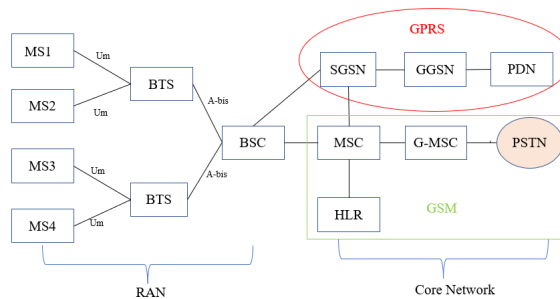 GPRS
MS1
Um
SGSN
GGSN
PDN
BTS
MS2
Um
A-bis
BSC
MSC
G-MSC
PSTN
MS3
Um
A-bis
BTS
MS4
Um
HLR
GSM
RAN
Core Network